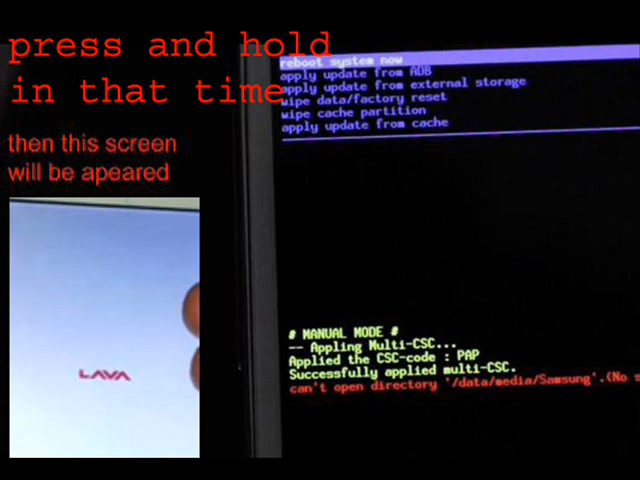 press and hold
in that time
then this screen
will be apeared
LAVA
reboot system now
apply update from ADB
apply update from external storage
wipe data/factory reset
wipe cache partition
apply update from cache
# MANUAL MODE #
-- Appling Multi-CSC...
Applied the CSC-code : PAP
Successfully applied multi-CSC.
can't open directory '/data/media/Samsung'.(No s